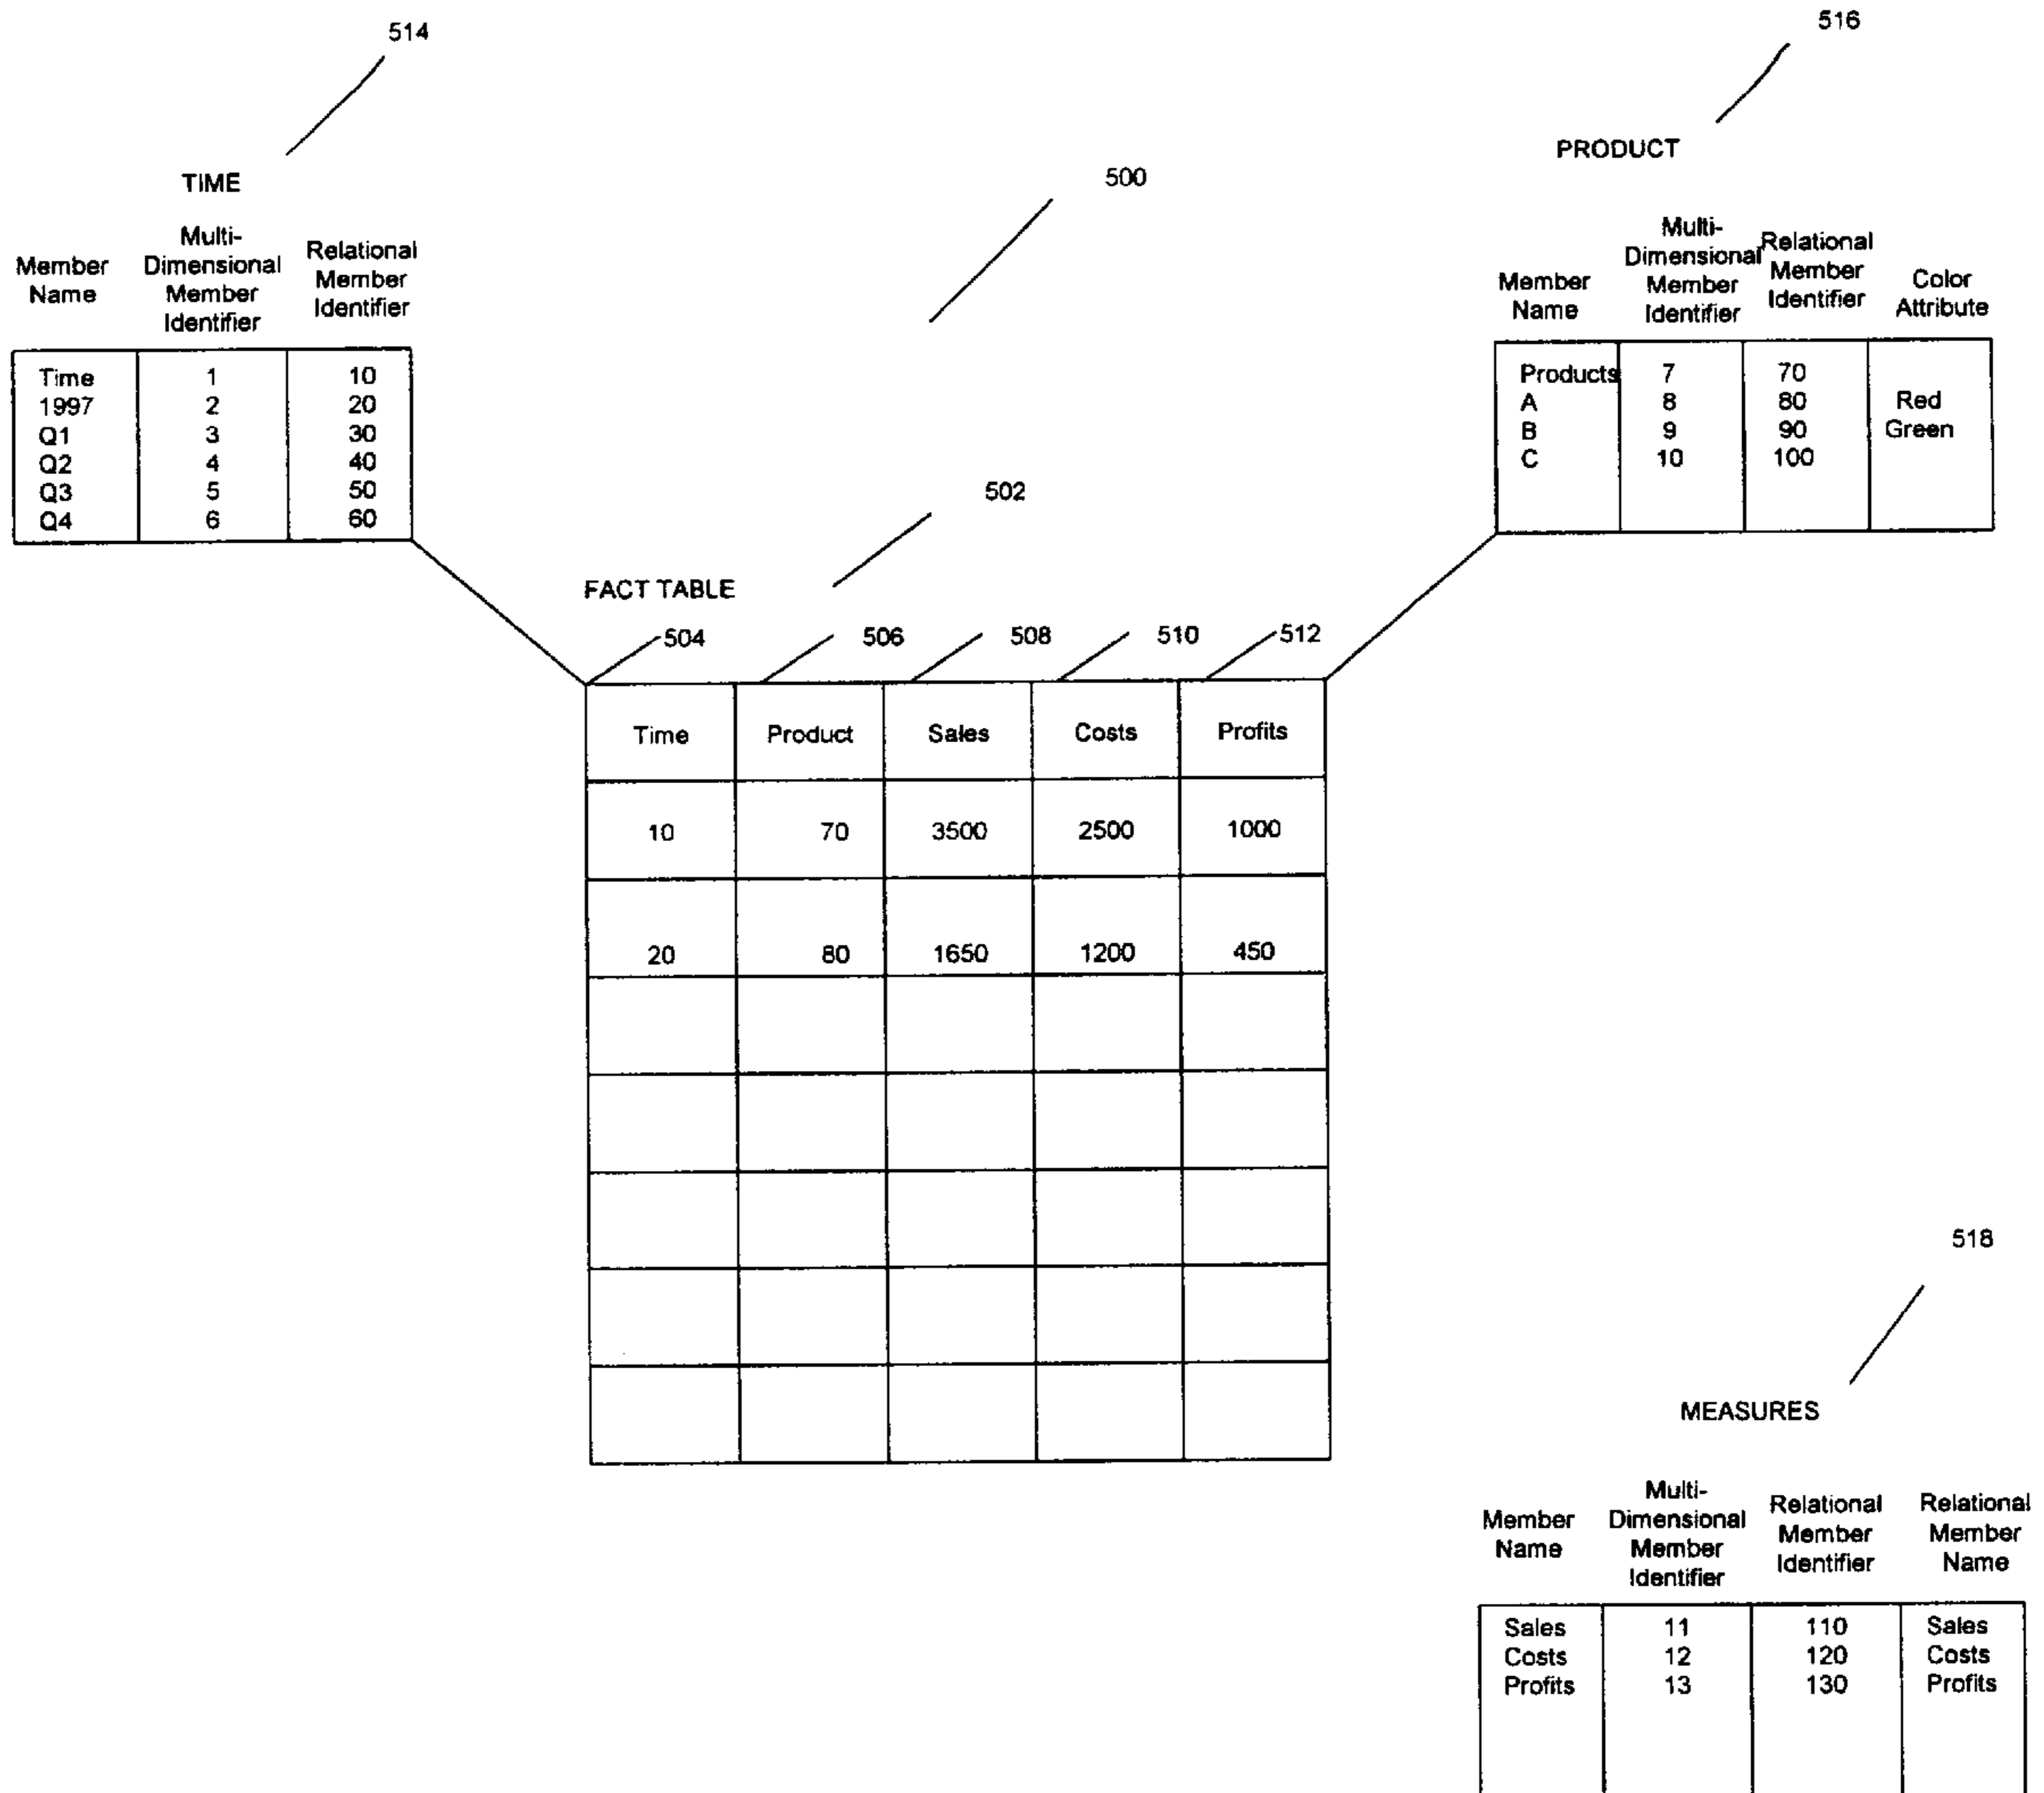 514
516
TIME
500
PRODUCT
Member
Name
Multi-
Dimensional
Member
Identifier
Relational
Member
Identifier
Time 1 10
1997 2 20
Q1 3 30
Q2 4 40
Q3 5 50
Q4 6 60
Member
Name
Multi-
Dimensional
Member
Identifier
Relational
Member
Identifier
Color
Attribute
Products 7 70
A 8 80 Red
B 9 90 Green
C 10 100
502
FACT TABLE
504 506 508 510 512
Time Product Sales Costs Profits
10 70 3500 2500 1000
20 80 1650 1200 450
518
MEASURES
Member
Name
Multi-
Dimensional
Member
Identifier
Relational
Member
Identifier
Relational
Member
Name
Sales 11 110 Sales
Costs 12 120 Costs
Profits 13 130 Profits